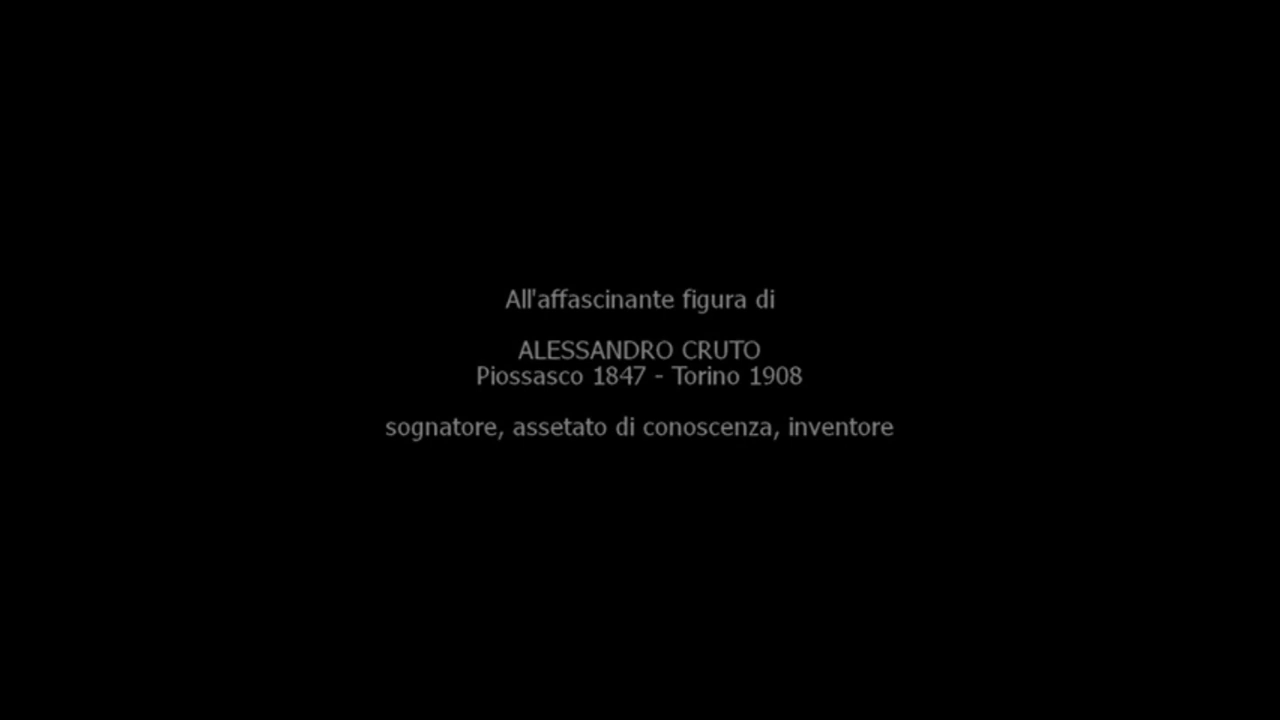 All'affascinante figura di
ALESSANDRO CRUTO
Piossasco 1847 - Torino 1908
sognatore, assetato di conoscenza, inventore